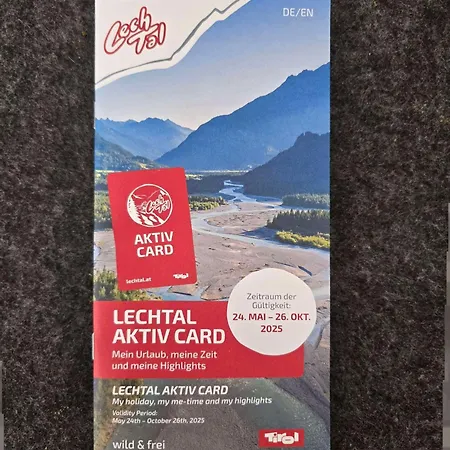 Lech
Tal
DE/EN
Lech
Tal
AKTIV
CARD
lechtal.at
Tirol
Zeitraum der
Gültigkeit:
24. MAI – 26. OKT.
2025
LECHTAL
AKTIV CARD
Mein Urlaub, meine Zeit
und meine Highlights
LECHTAL AKTIV CARD
My holiday, my me-time and my highlights
Validity Period:
May 24th – October 26th, 2025
wild & frei
Tirol